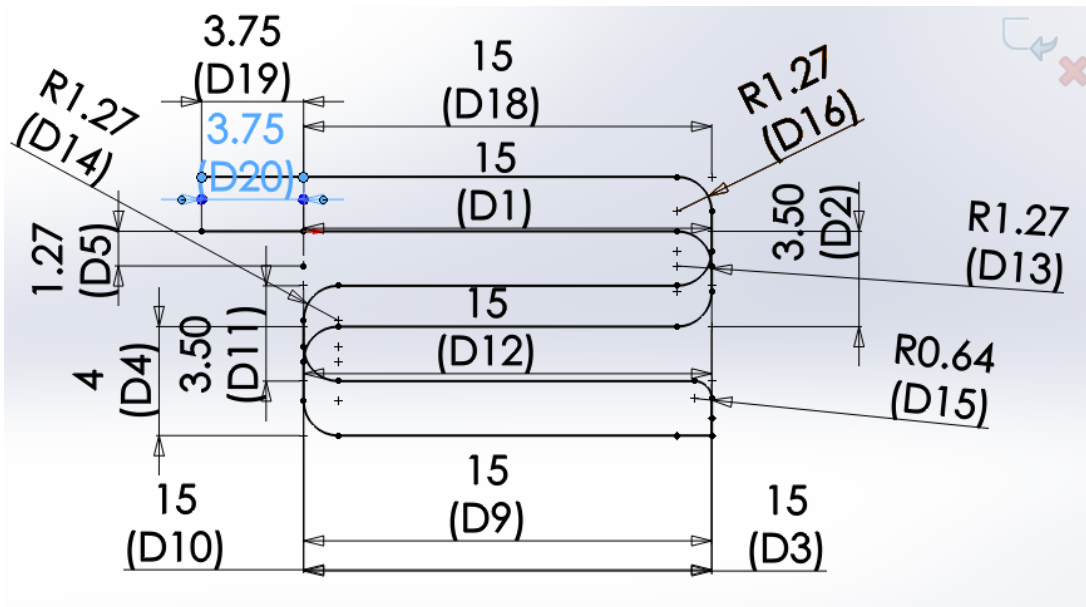 3.75
(D19)
15
(D18)
R1.27
(D16)
R1.27
(D14)
3.75
(D20)
15
(D1)
3.50
(D2)
R1.27
(D13)
1.27
(D5)
15
(D12)
3.50
(D11)
4
(D4)
R0.64
(D15)
15
(D10)
15
(D9)
15
(D3)